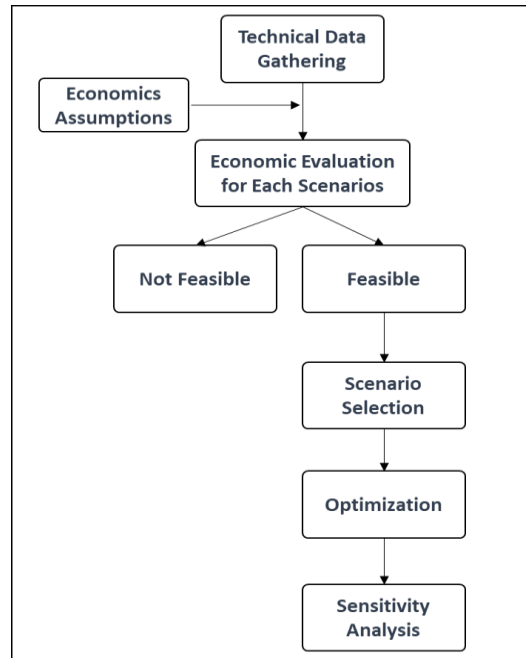 Technical Data
Gathering
Economics
Assumptions
Economic Evaluation
for Each Scenarios
Not Feasible
Feasible
Scenario
Selection
Optimization
Sensitivity
Analysis